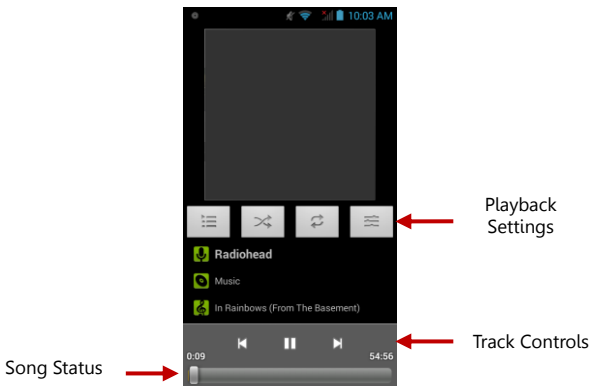 10:03 AM
Playback
Settings
Radiohead
Music
In Rainbows (From The Basement)
Track Controls
0:09
54:56
Song Status